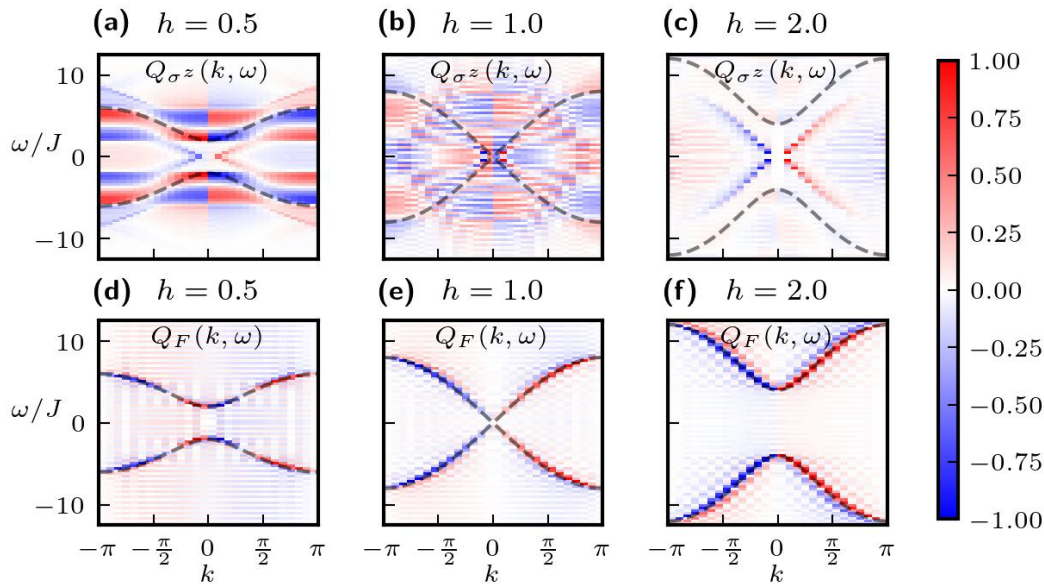 (a) h = 0.5
(b) h = 1.0
(c) h = 2.0
Q_{σ^z}(k, ω)
Q_{σ^z}(k, ω)
Q_{σ^z}(k, ω)
ω/J
10
0
−10
(d) h = 0.5
(e) h = 1.0
(f) h = 2.0
Q_F(k, ω)
Q_F(k, ω)
Q_F(k, ω)
ω/J
10
0
−10
−π −π/2 0 π/2 π
−π −π/2 0 π/2 π
−π −π/2 0 π/2 π
k
k
k
1.00
0.75
0.50
0.25
0.00
−0.25
−0.50
−0.75
−1.00